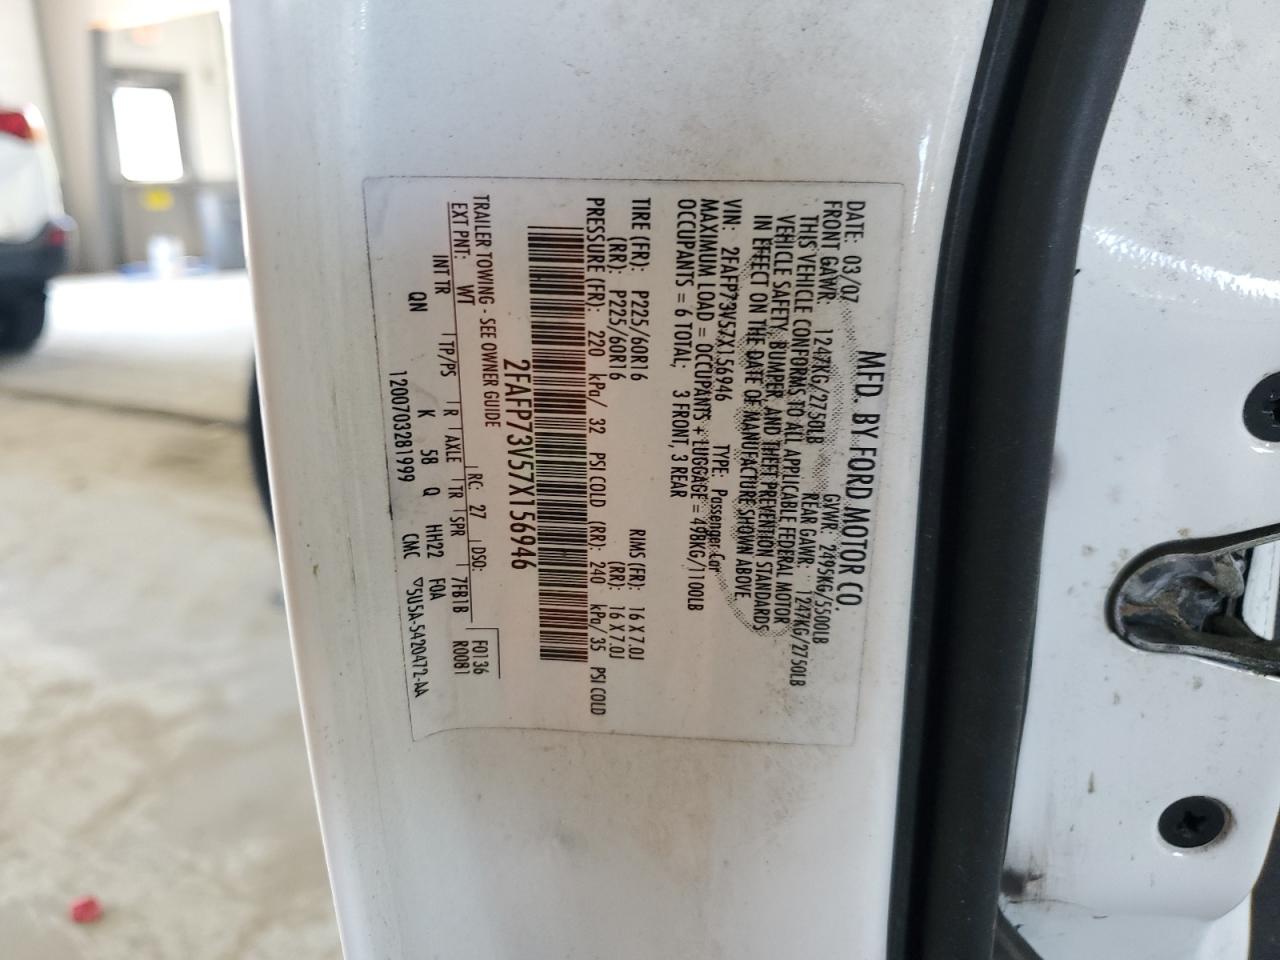 MFD. BY FORD MOTOR CO.
DATE: 03/07 GVWR: 2495KG/5500LB
FRONT GAWR: 1247KG/2750LB REAR GAWR: 1247KG/2750LB
THIS VEHICLE CONFORMS TO ALL APPLICABLE FEDERAL MOTOR
VEHICLE SAFETY, BUMPER, AND THEFT PREVENTION STANDARDS
IN EFFECT ON THE DATE OF MANUFACTURE SHOWN ABOVE.
VIN: 2FAFP73V57X156946 TYPE: Passenger Car
MAXIMUM LOAD = OCCUPANTS + LUGGAGE = 498KG/1100LB
OCCUPANTS = 6 TOTAL; 3 FRONT, 3 REAR
TIRE (FR): P225/60R16 RIMS (FR): 16 X 7.0J
(RR): P225/60R16 (RR): 16 X 7.0J
PRESSURE (FR): 220 kPa/ 32 PSI COLD (RR): 240 kPa/ 35 PSI COLD
2FAFP73V57X156946
TRAILER TOWING - SEE OWNER GUIDE
F0136
EXT PNT: WT RC: 27 DSO: R0081
INT TR TP/PS R AXLE TR SPR 7FB1B
QN K 58 Q HH22 F0A
1200703281999 CMC ▽5U5A-5420472-AA